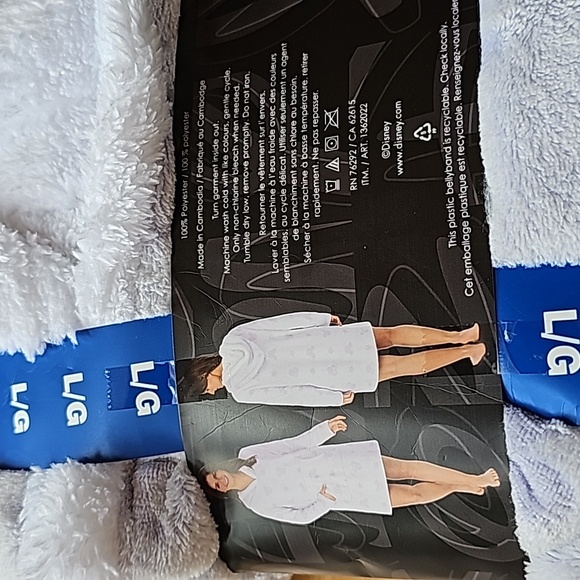 100% Polyester / 100 % polyester
Made in Cambodia / Fabriqué au Cambodge
Turn garment inside out.
Machine wash cold with like colours, gentle cycle.
Only non-chlorine bleach when needed.
Tumble dry low, remove promptly. Do not iron.
Retourner le vêtement sur l'envers.
Laver à la machine à l'eau froide avec des couleurs
semblables, au cycle délicat. Utiliser seulement un agent
de blanchiment sans chlore au besoin.
Sécher à la machine à basse température, retirer
rapidement. Ne pas repasser.
RN 76292 / CA 62615
ITM. / ART. 1362022
©Disney
www.disney.com
This plastic bellyband is recyclable. Check locally.
Cet emballage plastique est recyclable. Renseignez-vous
L/G
L/G
L/G
L/G